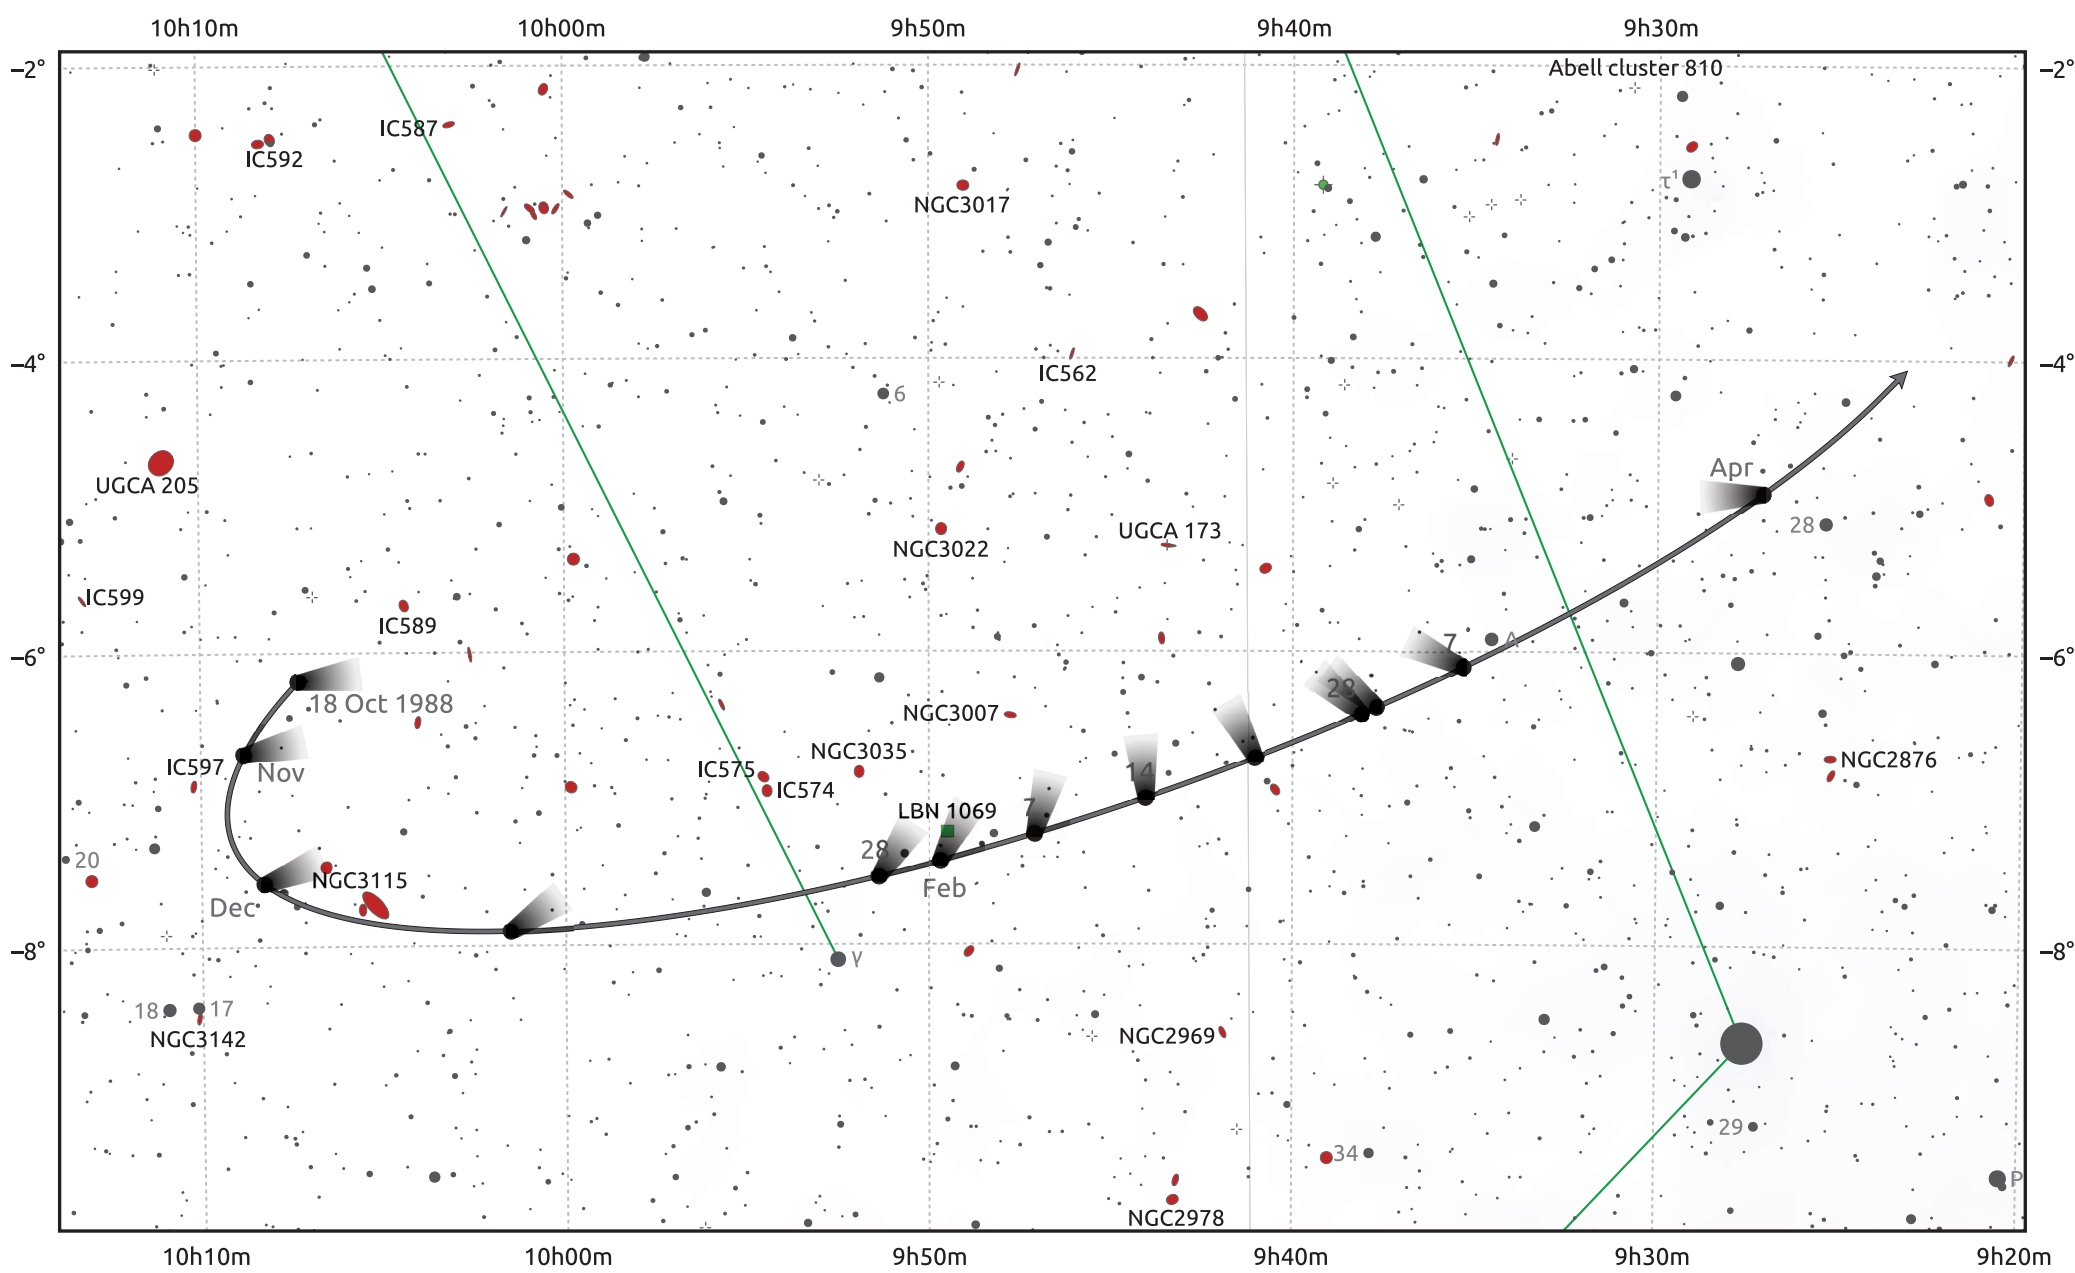 10h10m 10h00m 9h50m 9h40m 9h30m
−2° Abell cluster 810 −2°
IC587
IC592
τ¹
NGC3017
−4° −4°
IC562
6
Apr
UGCA 205
28
UGCA 173
NGC3022
IC599
IC589
7 A
−6° −6°
28
18 Oct 1988
NGC3007
NGC3035
NGC2876
IC597 Nov IC575 14
IC574
LBN 1069 7
28
20
NGC3115 Feb
Dec
−8° γ −8°
18 17
NGC3142 NGC2969
29
34
P
NGC2978
10h10m 10h00m 9h50m 9h40m 9h30m 9h20m